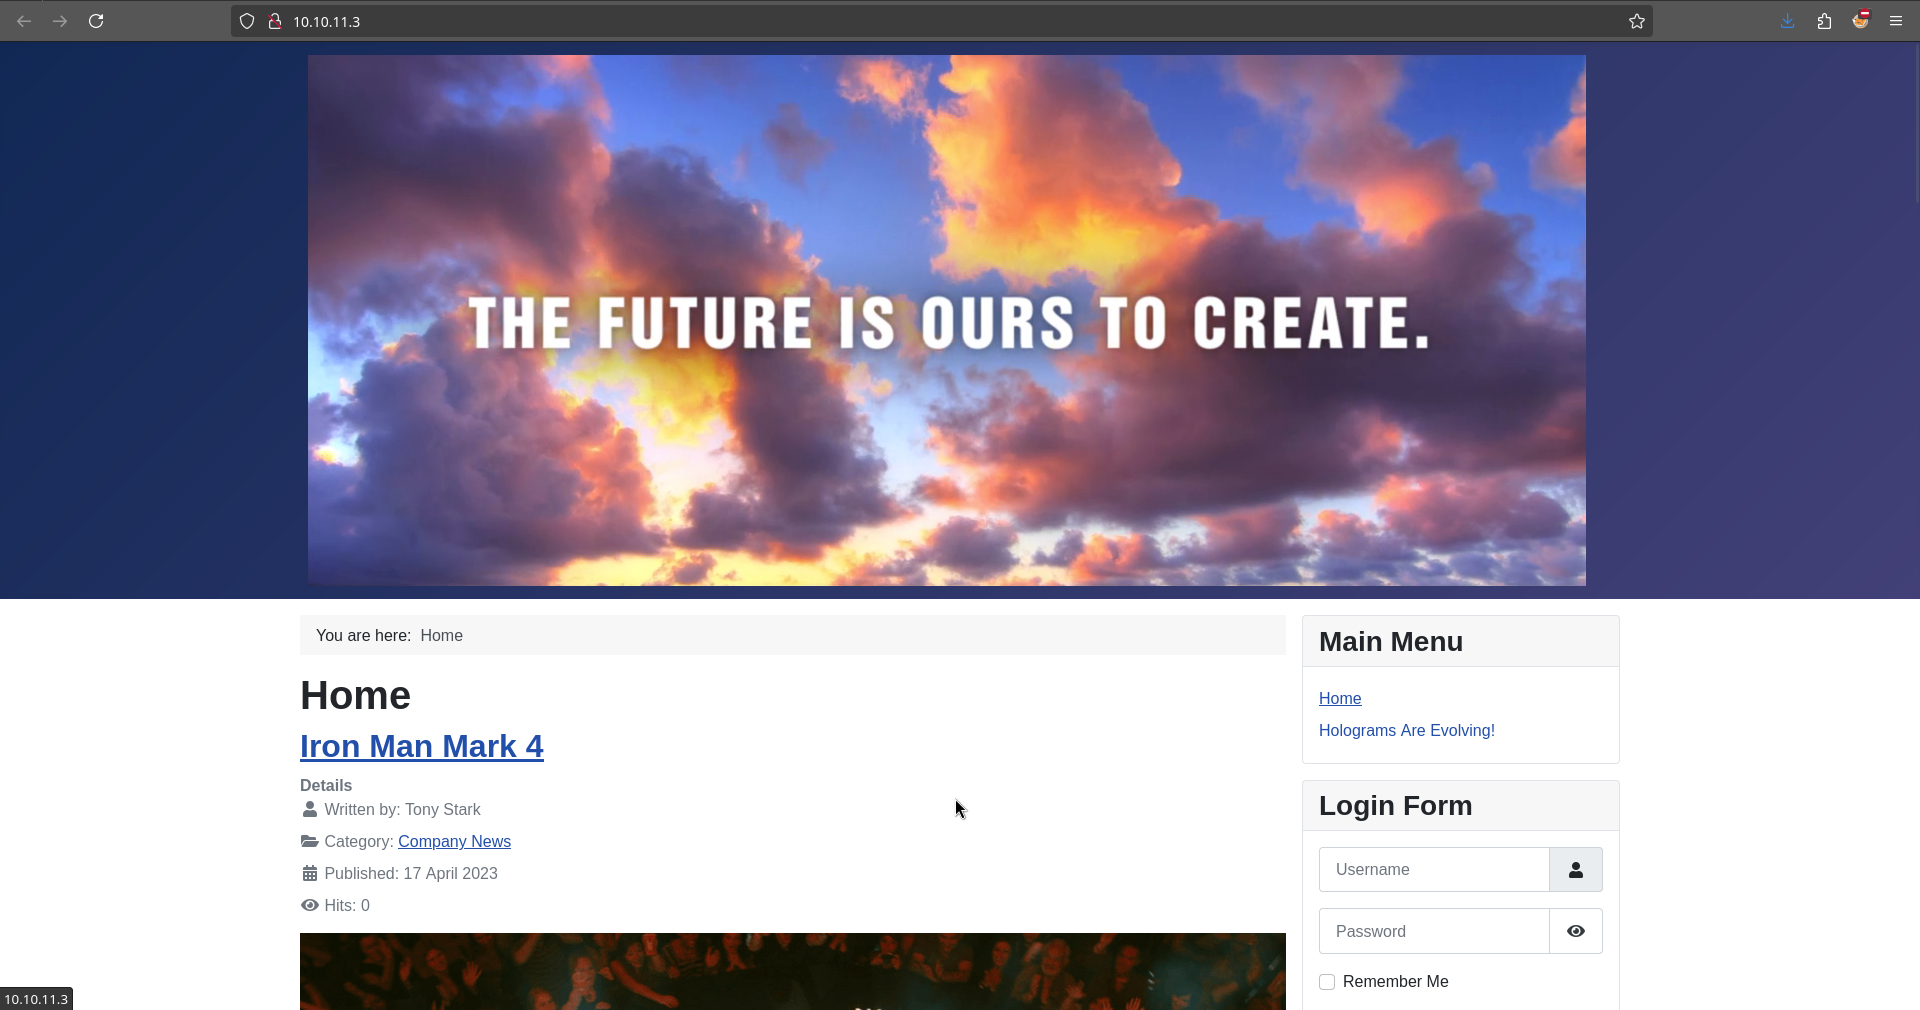 10.10.11.3
THE FUTURE IS OURS TO CREATE.
You are here: Home
Home
Iron Man Mark 4
Details
Written by: Tony Stark
Category: Company News
Published: 17 April 2023
Hits: 0
Main Menu
Home
Holograms Are Evolving!
Login Form
Username
Password
Remember Me
10.10.11.3